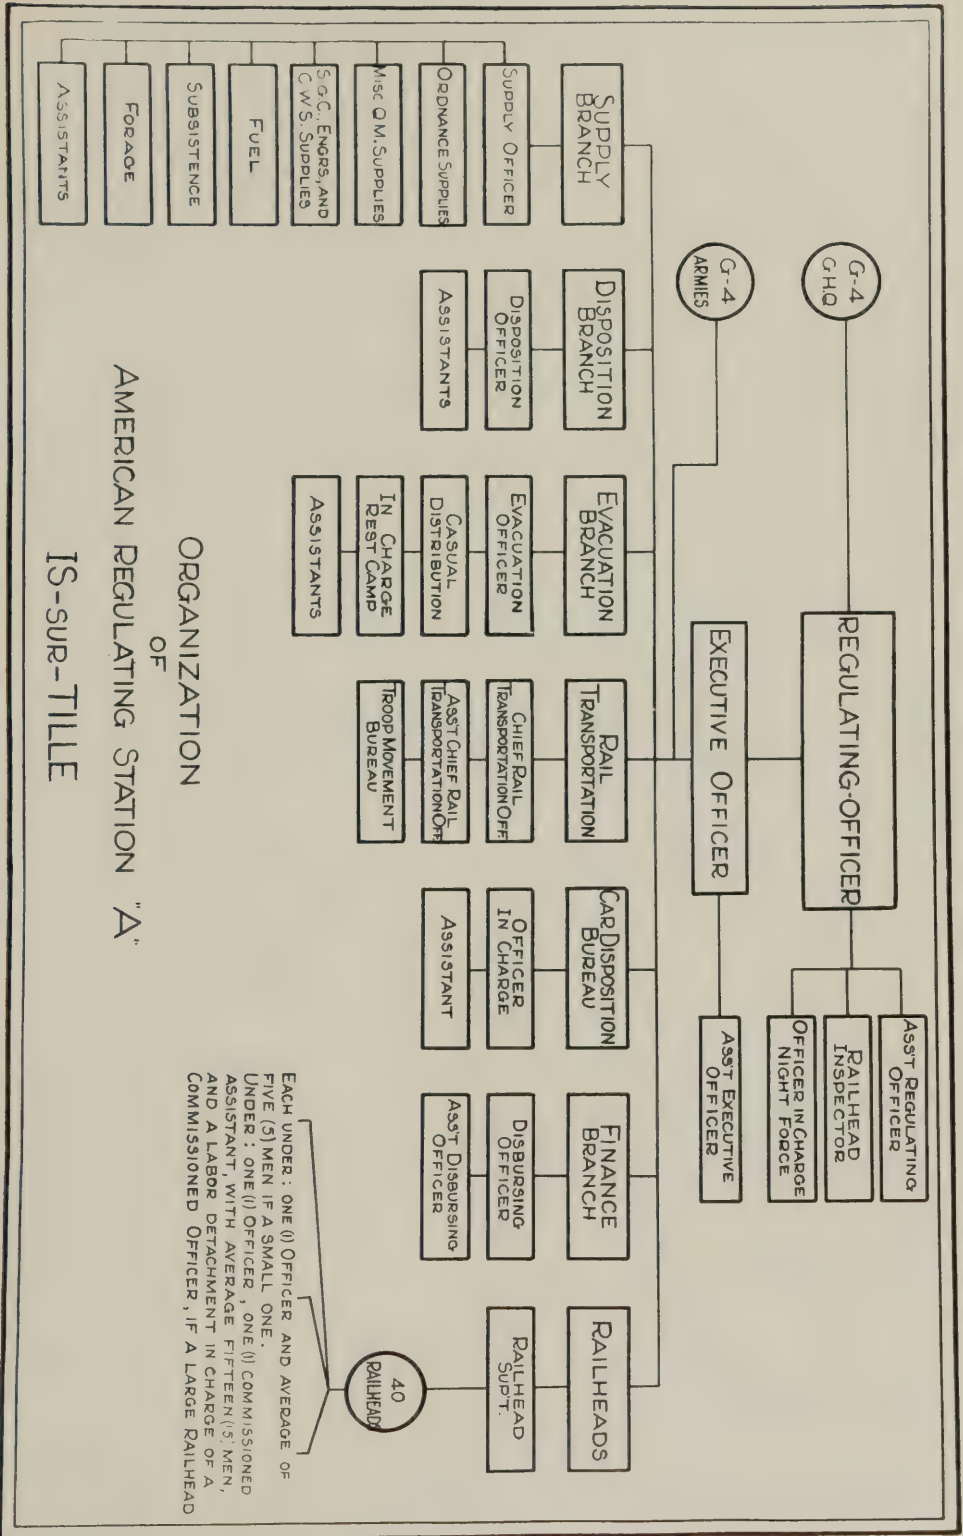 G-4
G.H.Q
REGULATING-OFFICER
ASS'T REGULATING
OFFICER
RAILHEAD
INSPECTOR
OFFICER IN CHARGE
NIGHT FORCE
G-4
ARMIES
EXECUTIVE OFFICER
ASS'T EXECUTIVE
OFFICER
SUPPLY
BRANCH
SUPPLY OFFICER
ORDNANCE SUPPLIES
MISC Q.M. SUPPLIES
SIG.C., ENGRS, AND
C.W.S. SUPPLIES
FUEL
SUBSISTENCE
FORAGE
ASSISTANTS
DISPOSITION
BRANCH
DISPOSITION
OFFICER
ASSISTANTS
EVACUATION
BRANCH
EVACUATION
OFFICER
CASUAL
DISTRIBUTION
IN CHARGE
REST CAMP
ASSISTANTS
RAIL
TRANSPORTATION
CHIEF RAIL
TRANSPORTATION OFF.
ASS'T CHIEF RAIL
TRANSPORTATION OFF.
TROOP MOVEMENT
BUREAU
CAR DISPOSITION
BUREAU
OFFICER
IN CHARGE
ASSISTANT
FINANCE
BRANCH
DISBURSING
OFFICER
ASS'T DISBURSING
OFFICER
RAILHEADS
RAILHEAD
SUP'T.
40
RAILHEADS
EACH UNDER: ONE (1) OFFICER AND AVERAGE OF
FIVE (5) MEN IF A SMALL ONE.
UNDER: ONE (1) OFFICER, ONE (1) COMMISSIONED
ASSISTANT, WITH AVERAGE FIFTEEN (15) MEN,
AND A LABOR DETACHMENT IN CHARGE OF A
COMMISSIONED OFFICER, IF A LARGE RAILHEAD
ORGANIZATION
OF
AMERICAN REGULATING STATION "A"
IS-SUR-TILLE